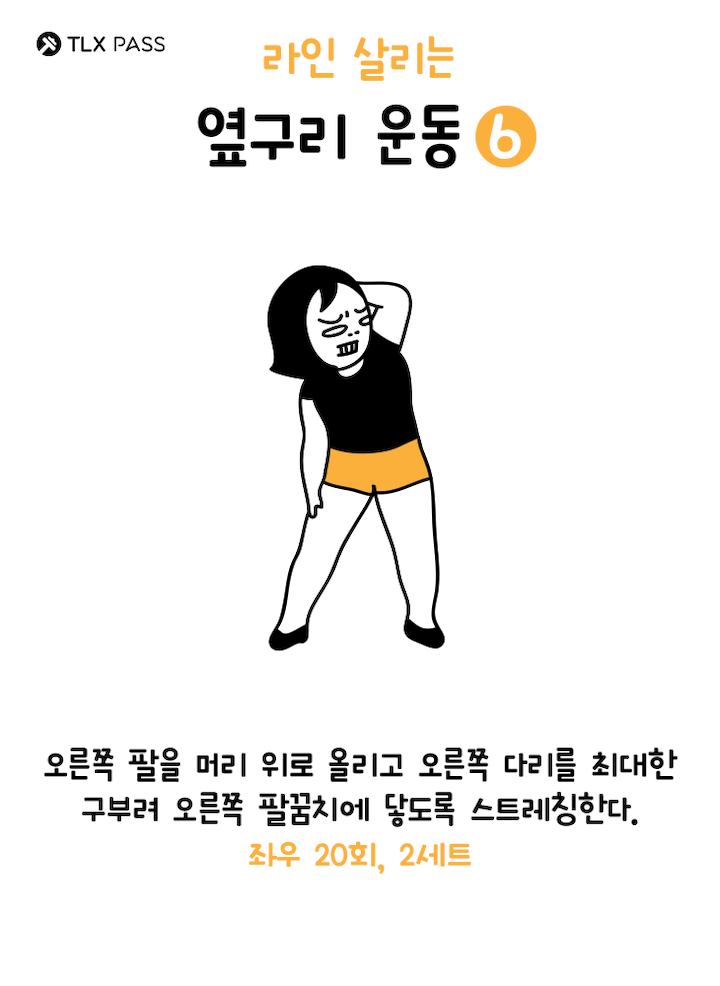 TLX PASS
라인 살리는
옆구리 운동 6
오른쪽 팔을 머리 위로 올리고 오른쪽 다리를 최대한
구부려 오른쪽 팔꿈치에 닿도록 스트레칭한다.
좌우 20회, 2세트